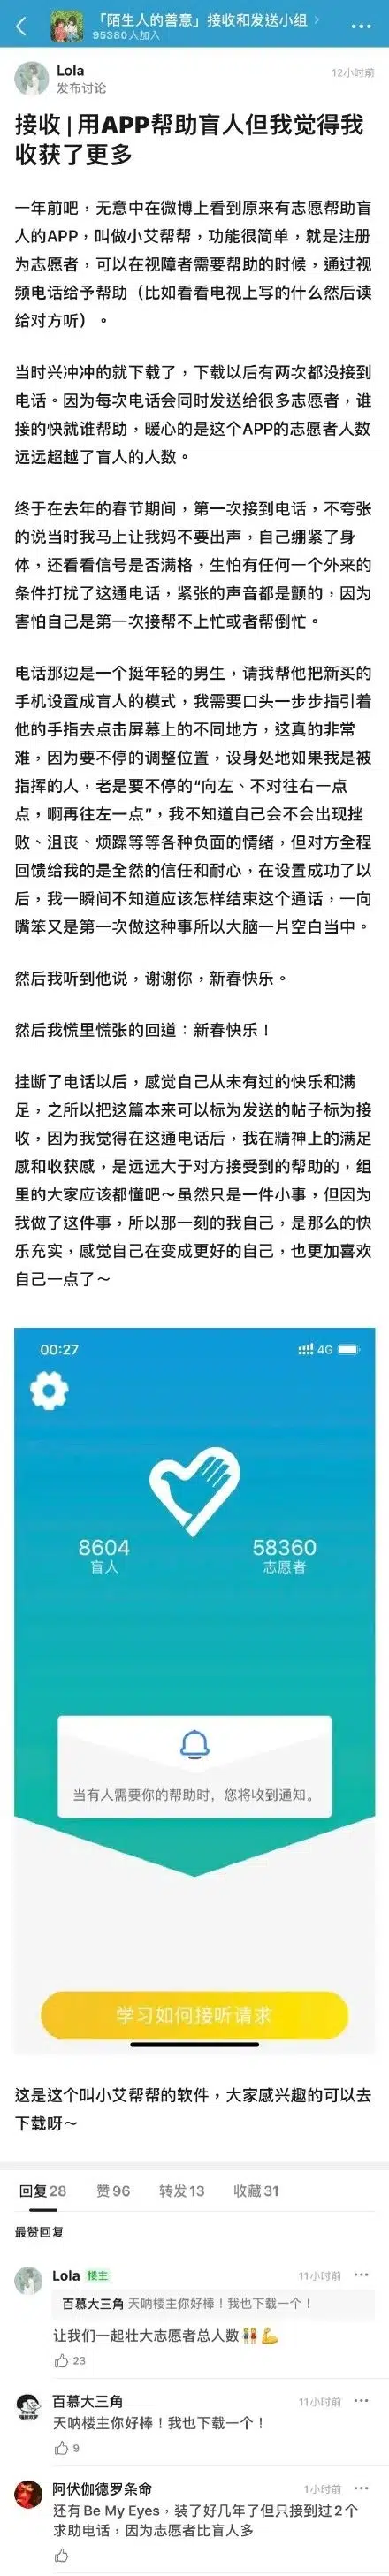 「陌生人的善意」接收和发送小组
95380人加入
Lola
12小时前
发布讨论
接收 | 用APP帮助盲人但我觉得我
收获了更多
一年前吧，无意中在微博上看到原来有志愿帮助盲
人的APP，叫做小艾帮帮，功能很简单，就是注册
为志愿者，可以在视障者需要帮助的时候，通过视
频电话给予帮助（比如看看电视上写的什么然后读
给对方听）。
当时兴冲冲的就下载了，下载以后有两次都没接到
电话。因为每次电话会同时发送给很多志愿者，谁
接的快就谁帮助，暖心的是这个APP的志愿者人数
远远超越了盲人的人数。
终于在去年的春节期间，第一次接到电话，不夸张
的说当时我马上让我妈不要出声，自己绷紧了身
体，还看看信号是否满格，生怕有任何一个外来的
条件打扰了这通电话，紧张的声音都是颤的，因为
害怕自己是第一次接帮不上忙或者帮倒忙。
电话那边是一个挺年轻的男生，请我帮他把新买的
手机设置成盲人的模式，我需要口头一步步指引着
他的手指去点击屏幕上的不同地方，这真的非常
难，因为要不停的调整位置，设身处地如果我是被
指挥的人，老是要不停的“向左、不对往右一点
点，啊再往左一点”，我不知道自己会不会出现挫
败、沮丧、烦躁等等各种负面的情绪，但对方全程
回馈给我的是全然的信任和耐心，在设置成功了以
后，我一瞬间不知道应该怎样结束这个通话，一向
嘴笨又是第一次做这种事所以大脑一片空白当中。
然后我听到他说，谢谢你，新春快乐。
然后我慌里慌张的回道：新春快乐！
挂断了电话以后，感觉自己从未有过的快乐和满
足，之所以把这篇本来可以标为发送的帖子标为接
收，因为我觉得在这通电话后，我在精神上的满足
感和收获感，是远远大于对方接受到的帮助的，组
里的大家应该都懂吧～虽然只是一件小事，但因为
我做了这件事，所以那一刻的我自己，是那么的快
乐充实，感觉自己在变成更好的自己，也更加喜欢
自己一点了～
00:27
4G
8604
58360
盲人
志愿者
当有人需要你的帮助时，您将收到通知。
学习如何接听请求
这是这个叫小艾帮帮的软件，大家感兴趣的可以去
下载呀～
回复 28 赞 96 转发 13 收藏 31
最赞回复
Lola 楼主
11小时前
百慕大三角 天呐楼主你好棒！我也下载一个！
让我们一起壮大志愿者总人数👭💪
23
百慕大三角
11小时前
天呐楼主你好棒！我也下载一个！
9
阿伏伽德罗条命
1小时前
还有 Be My Eyes，装了好几年了但只接到过2个
求助电话，因为志愿者比盲人多